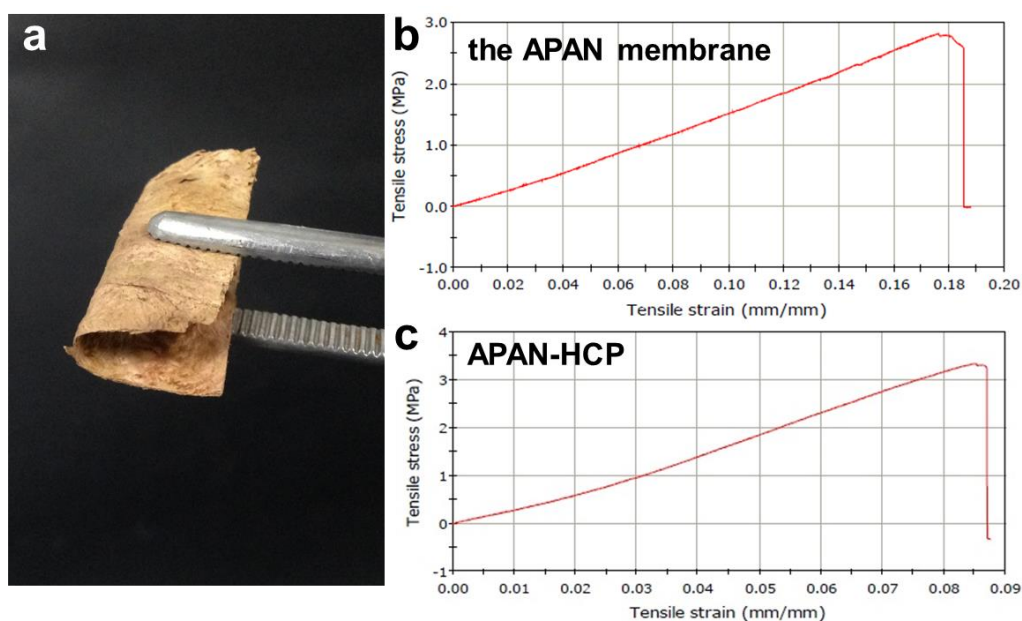 a
b
the APAN membrane
3.0
2.0
1.0
0.0
-1.0
Tensile stress (MPa)
0.00 0.02 0.04 0.06 0.08 0.10 0.12 0.14 0.16 0.18 0.20
Tensile strain (mm/mm)
c
APAN-HCP
4
3
2
1
0
-1
Tensile stress (MPa)
0.00 0.01 0.02 0.03 0.04 0.05 0.06 0.07 0.08 0.09
Tensile strain (mm/mm)